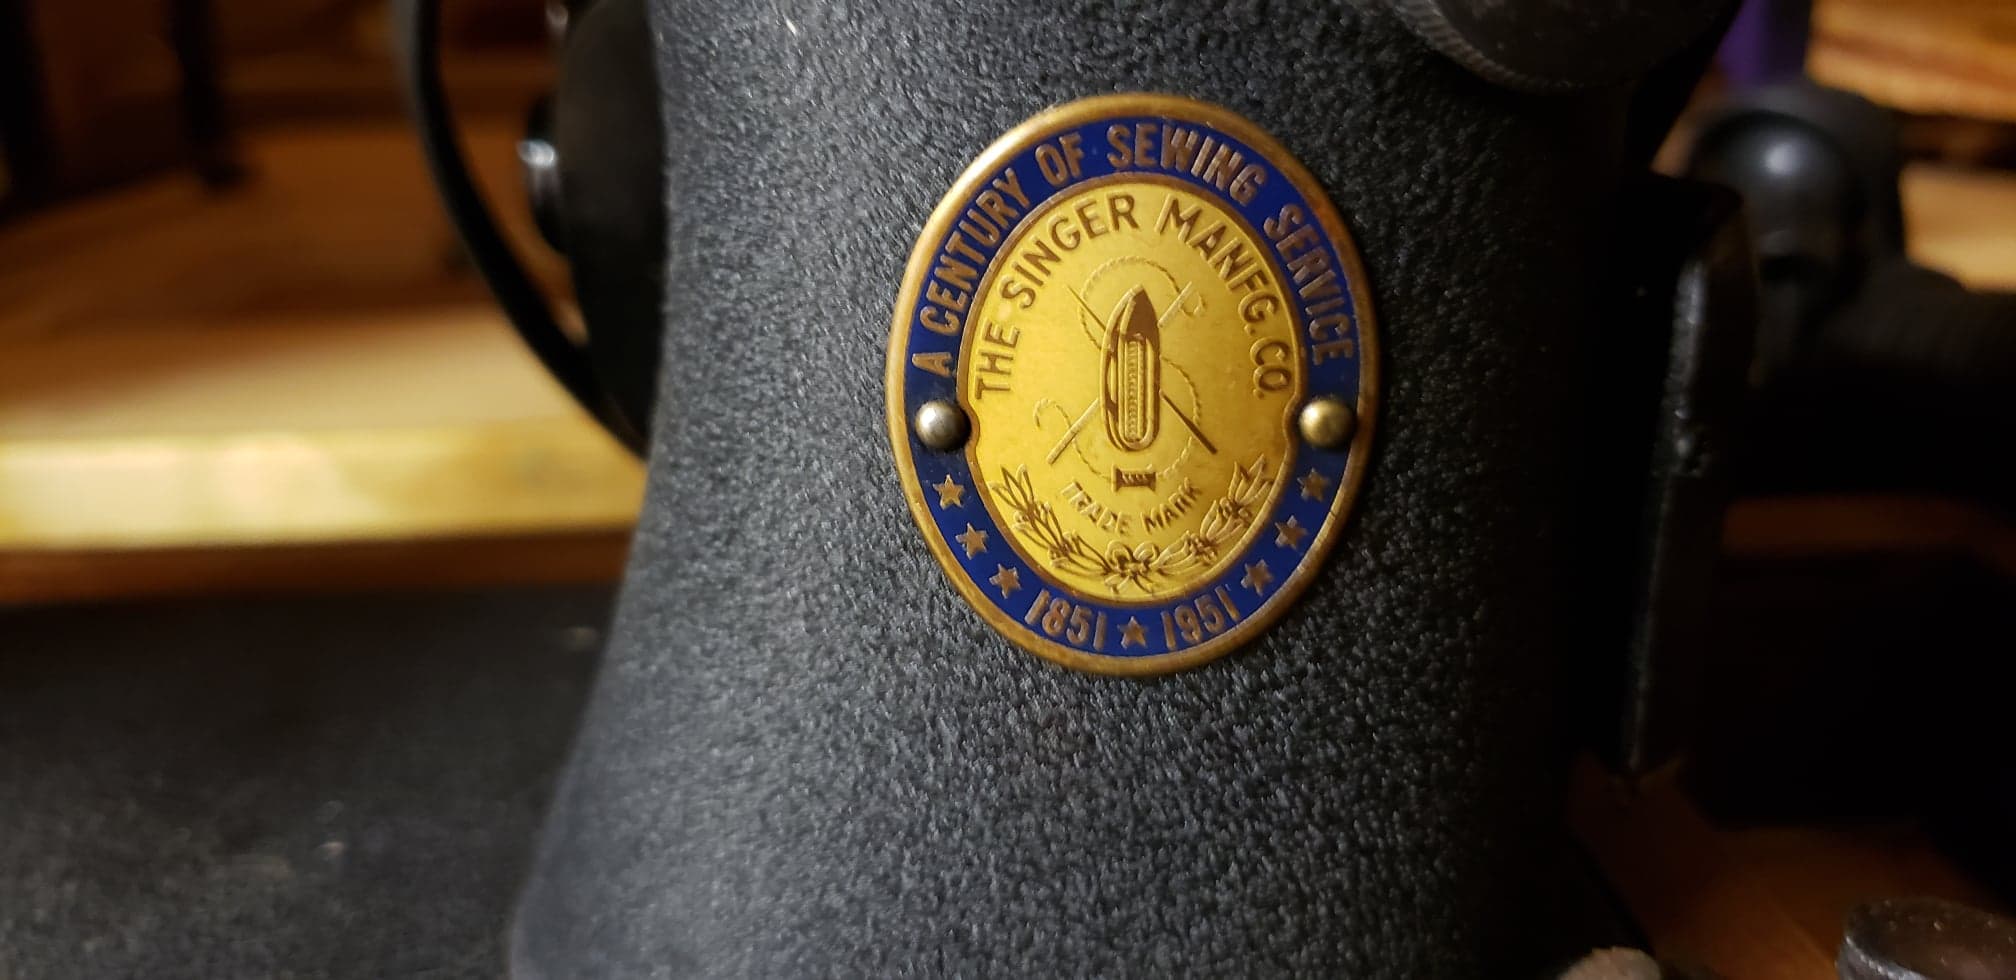 A CENTURY OF SEWING SERVICE
THE SINGER MANFG. CO.
TRADE MARK
1851 ★ 1951